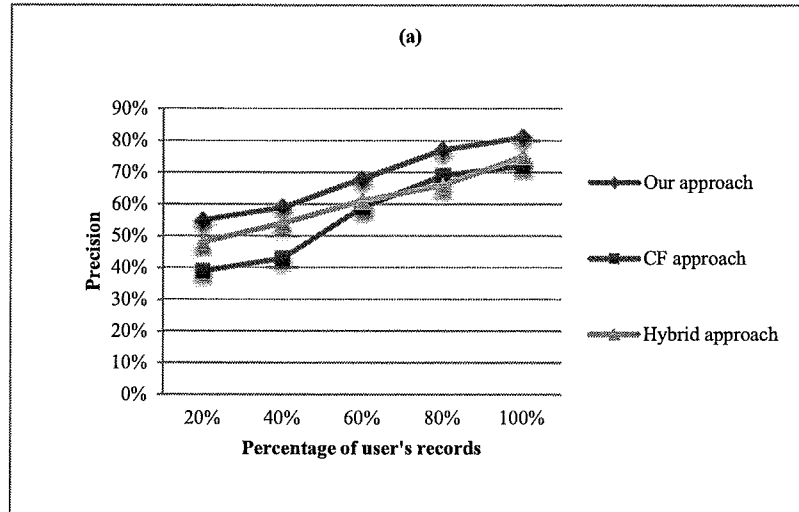 (a)
90%
80%
70%
60%
50%
40%
30%
20%
10%
0%
Precision
20% 40% 60% 80% 100%
Percentage of user's records
Our approach
CF approach
Hybrid approach